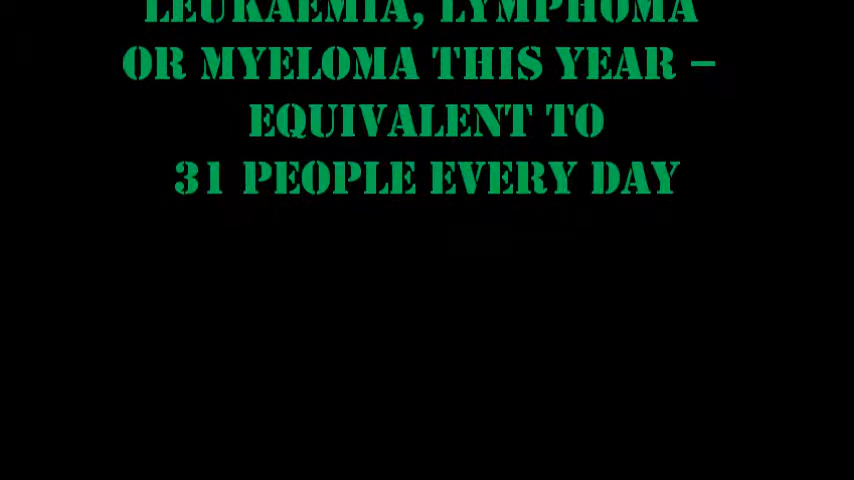 LEUKAEMIA, LYMPHOMA
OR MYELOMA THIS YEAR –
EQUIVALENT TO
31 PEOPLE EVERY DAY